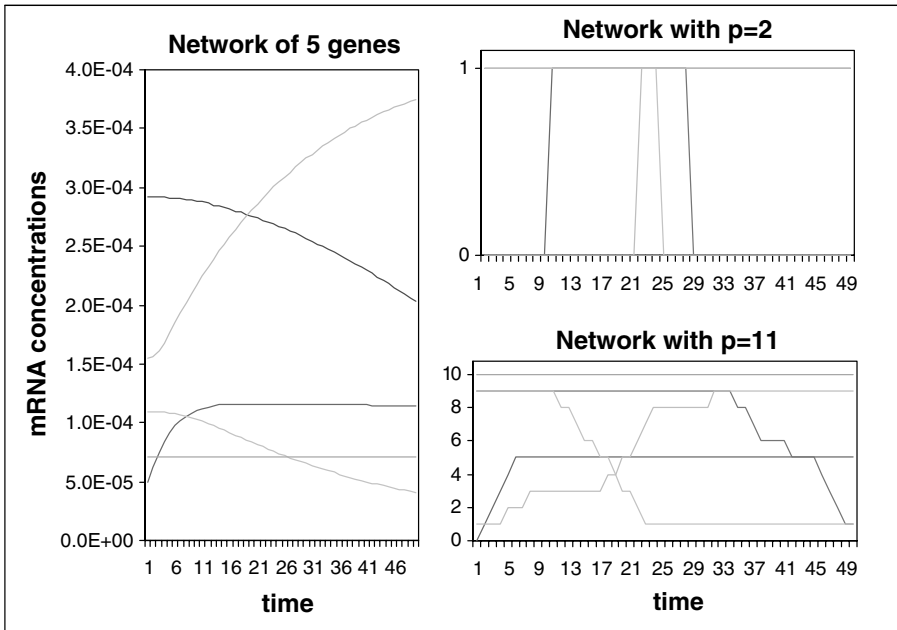 Network of 5 genes
mRNA concentrations
4.0E-04
3.5E-04
3.0E-04
2.5E-04
2.0E-04
1.5E-04
1.0E-04
5.0E-05
0.0E+00
1 6 11 16 21 26 31 36 41 46
time
Network with p=2
1
0
1 5 9 13 17 21 25 29 33 37 41 45 49
Network with p=11
10
8
6
4
2
0
1 5 9 13 17 21 25 29 33 37 41 45 49
time